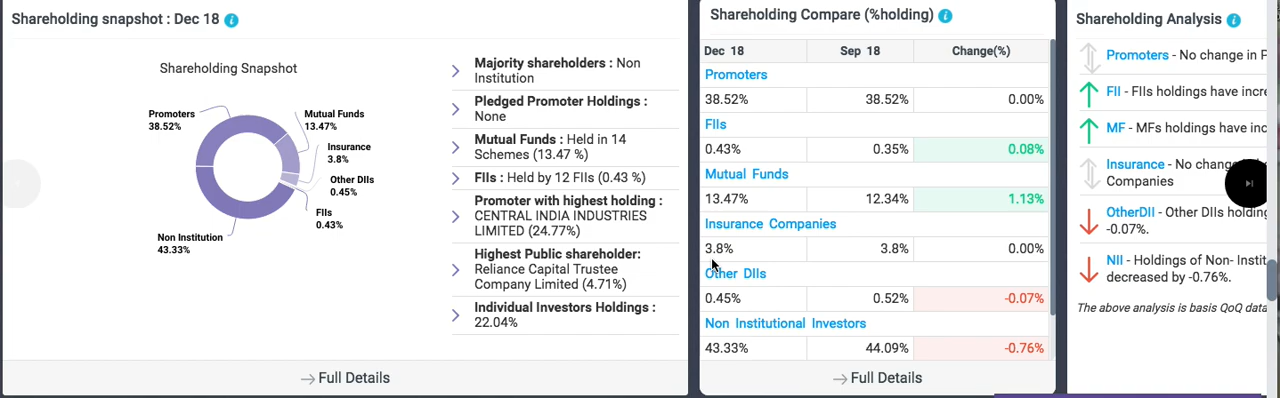 Shareholding snapshot : Dec 18
Shareholding Snapshot
Promoters
38.52%
Mutual Funds
13.47%
Insurance
3.8%
Other DIIs
0.45%
FIIs
0.43%
Non Institution
43.33%
Majority shareholders : Non
Institution
Pledged Promoter Holdings :
None
Mutual Funds : Held in 14
Schemes (13.47 %)
FIIs : Held by 12 FIIs (0.43 %)
Promoter with highest holding :
CENTRAL INDIA INDUSTRIES
LIMITED (24.77%)
Highest Public shareholder:
Reliance Capital Trustee
Company Limited (4.71%)
Individual Investors Holdings :
22.04%
Full Details
Shareholding Compare (%holding)
Dec 18 Sep 18 Change(%)
Promoters
38.52% 38.52% 0.00%
FIIs
0.43% 0.35% 0.08%
Mutual Funds
13.47% 12.34% 1.13%
Insurance Companies
3.8% 3.8% 0.00%
Other DIIs
0.45% 0.52% -0.07%
Non Institutional Investors
43.33% 44.09% -0.76%
Full Details
Shareholding Analysis
Promoters - No change in
FII - FIIs holdings have incre
MF - MFs holdings have inc
Insurance - No chang
Companies
OtherDII - Other DIIs holding
-0.07%.
NII - Holdings of Non- Instit
decreased by -0.76%.
The above analysis is basis QoQ data